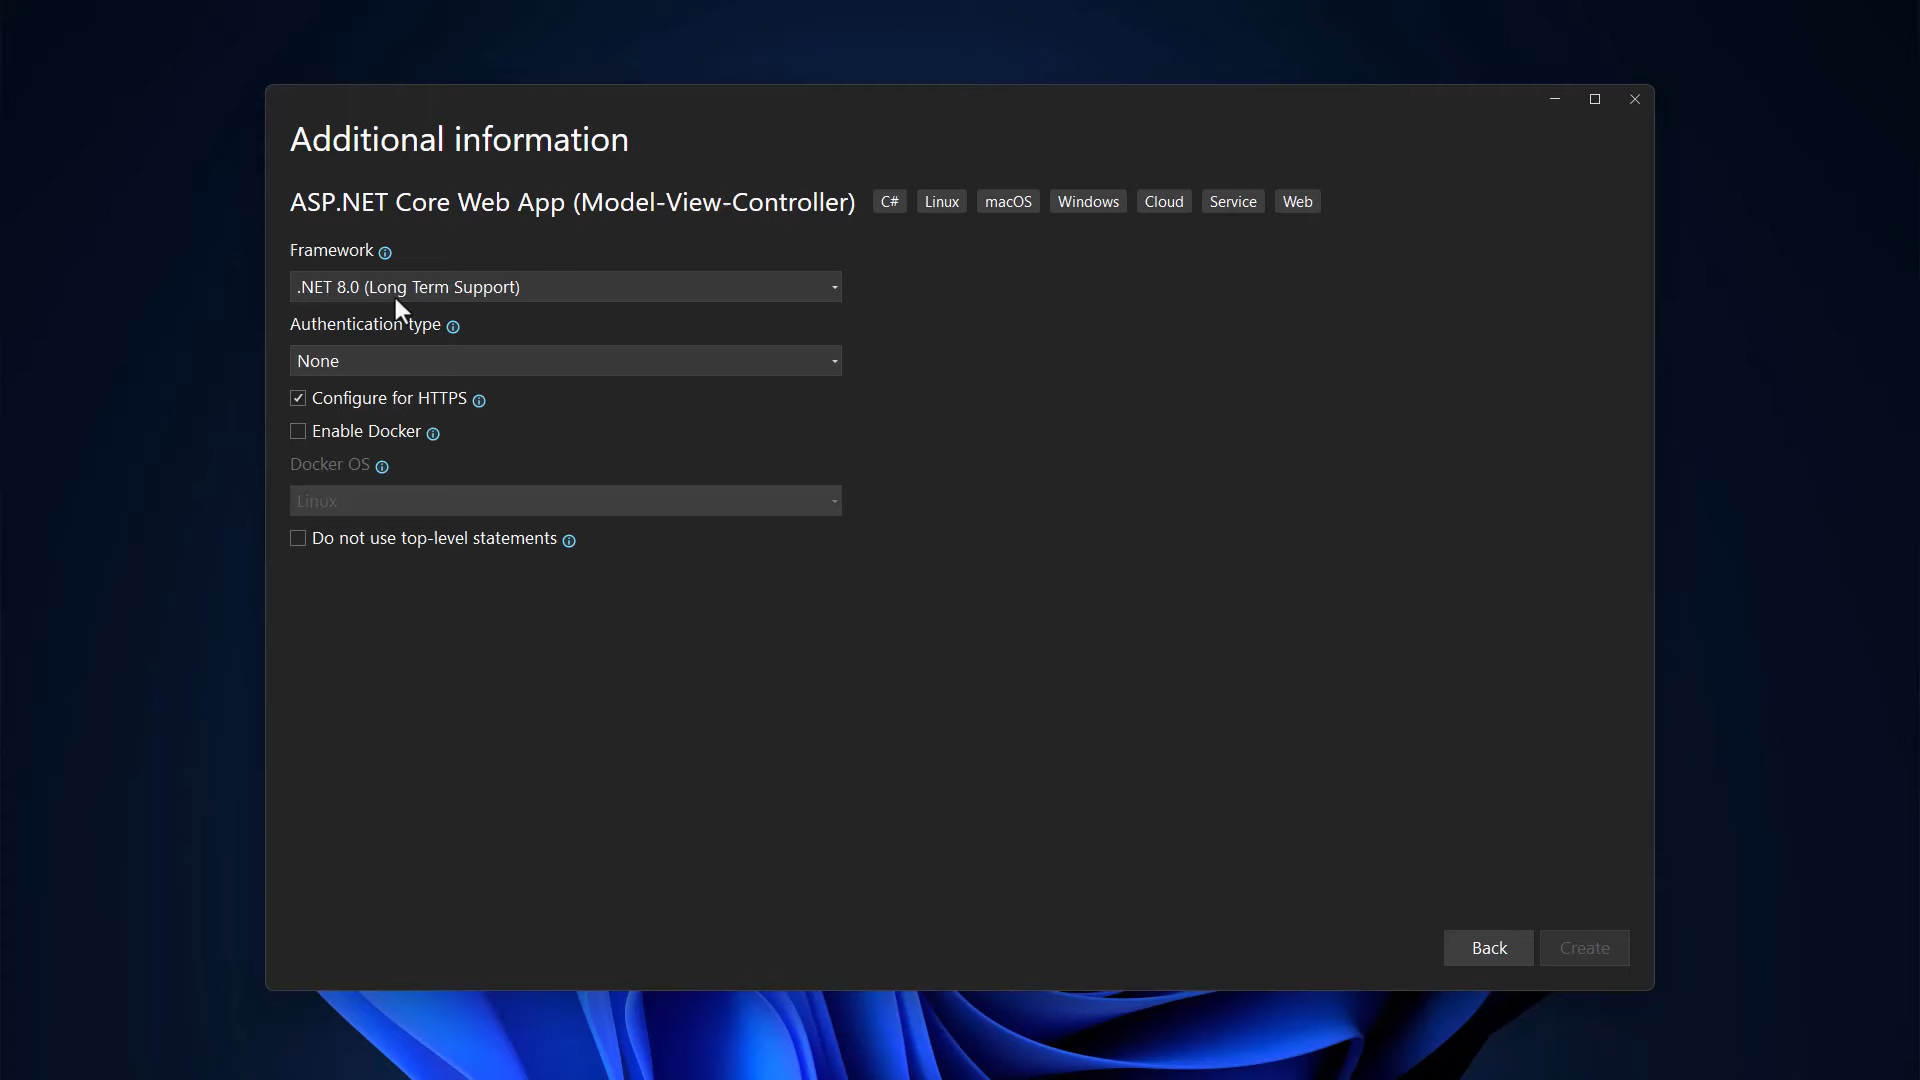 Additional information
ASP.NET Core Web App (Model-View-Controller) C# Linux macOS Windows Cloud Service Web
Framework
.NET 8.0 (Long Term Support)
Authentication type
None
Configure for HTTPS
Enable Docker
Docker OS
Linux
Do not use top-level statements
Back Create